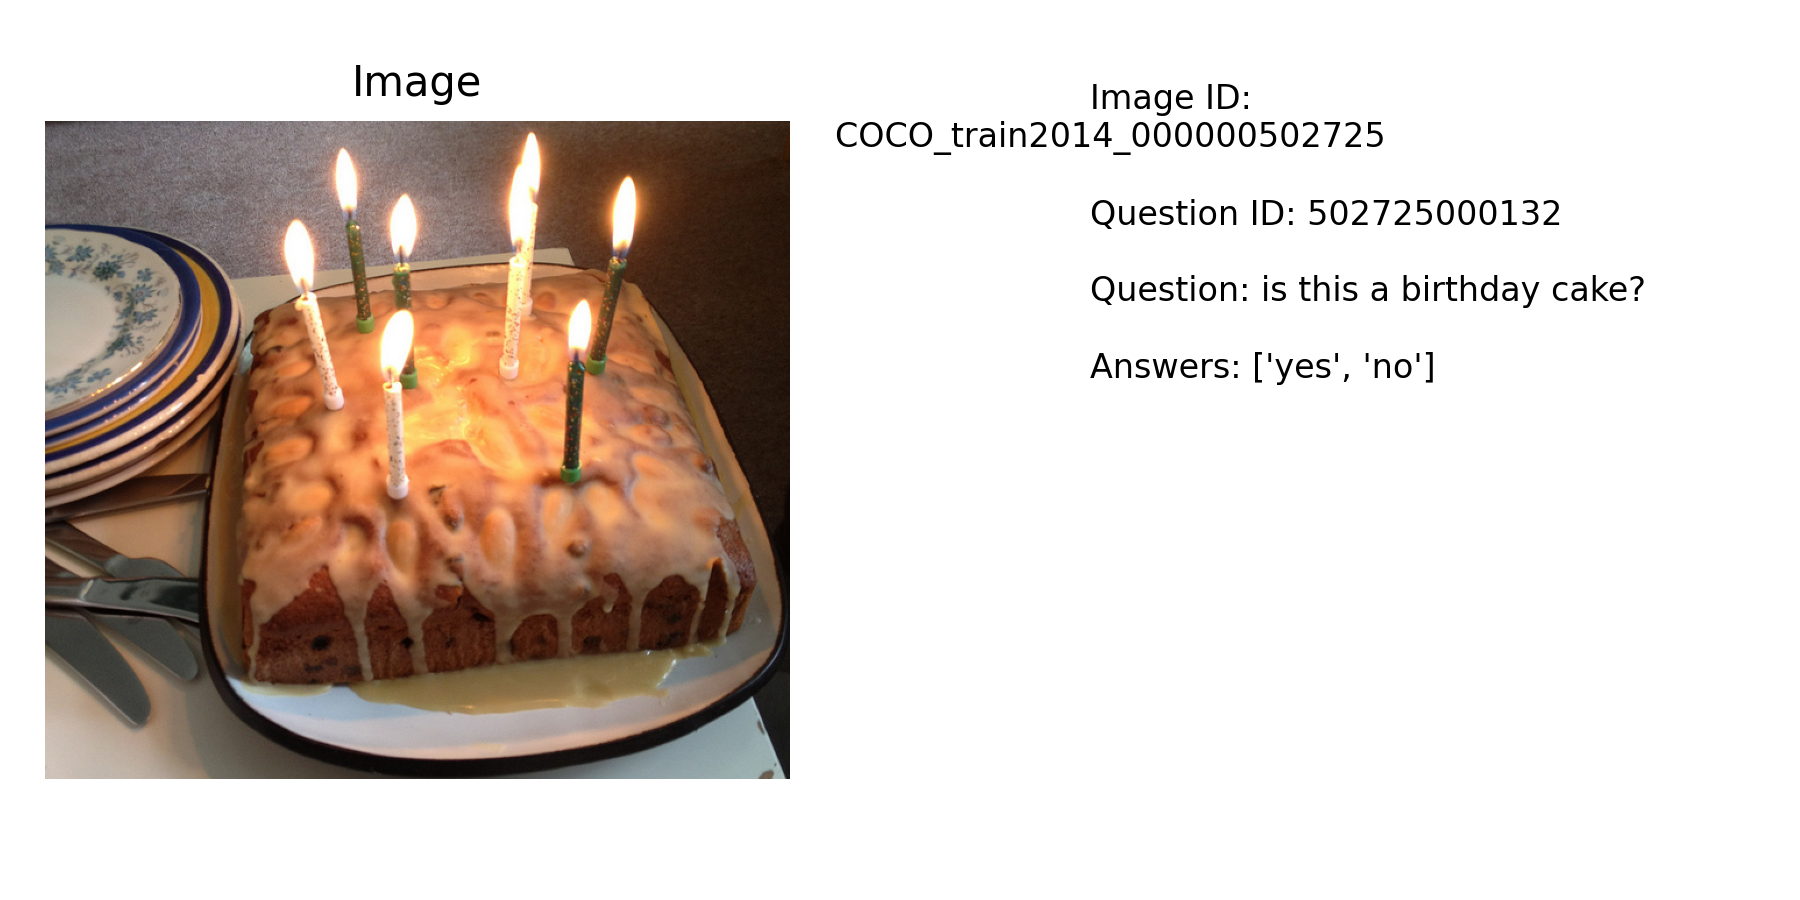 Image
Image ID:
COCO_train2014_000000502725
Question ID: 502725000132
Question: is this a birthday cake?
Answers: ['yes', 'no']